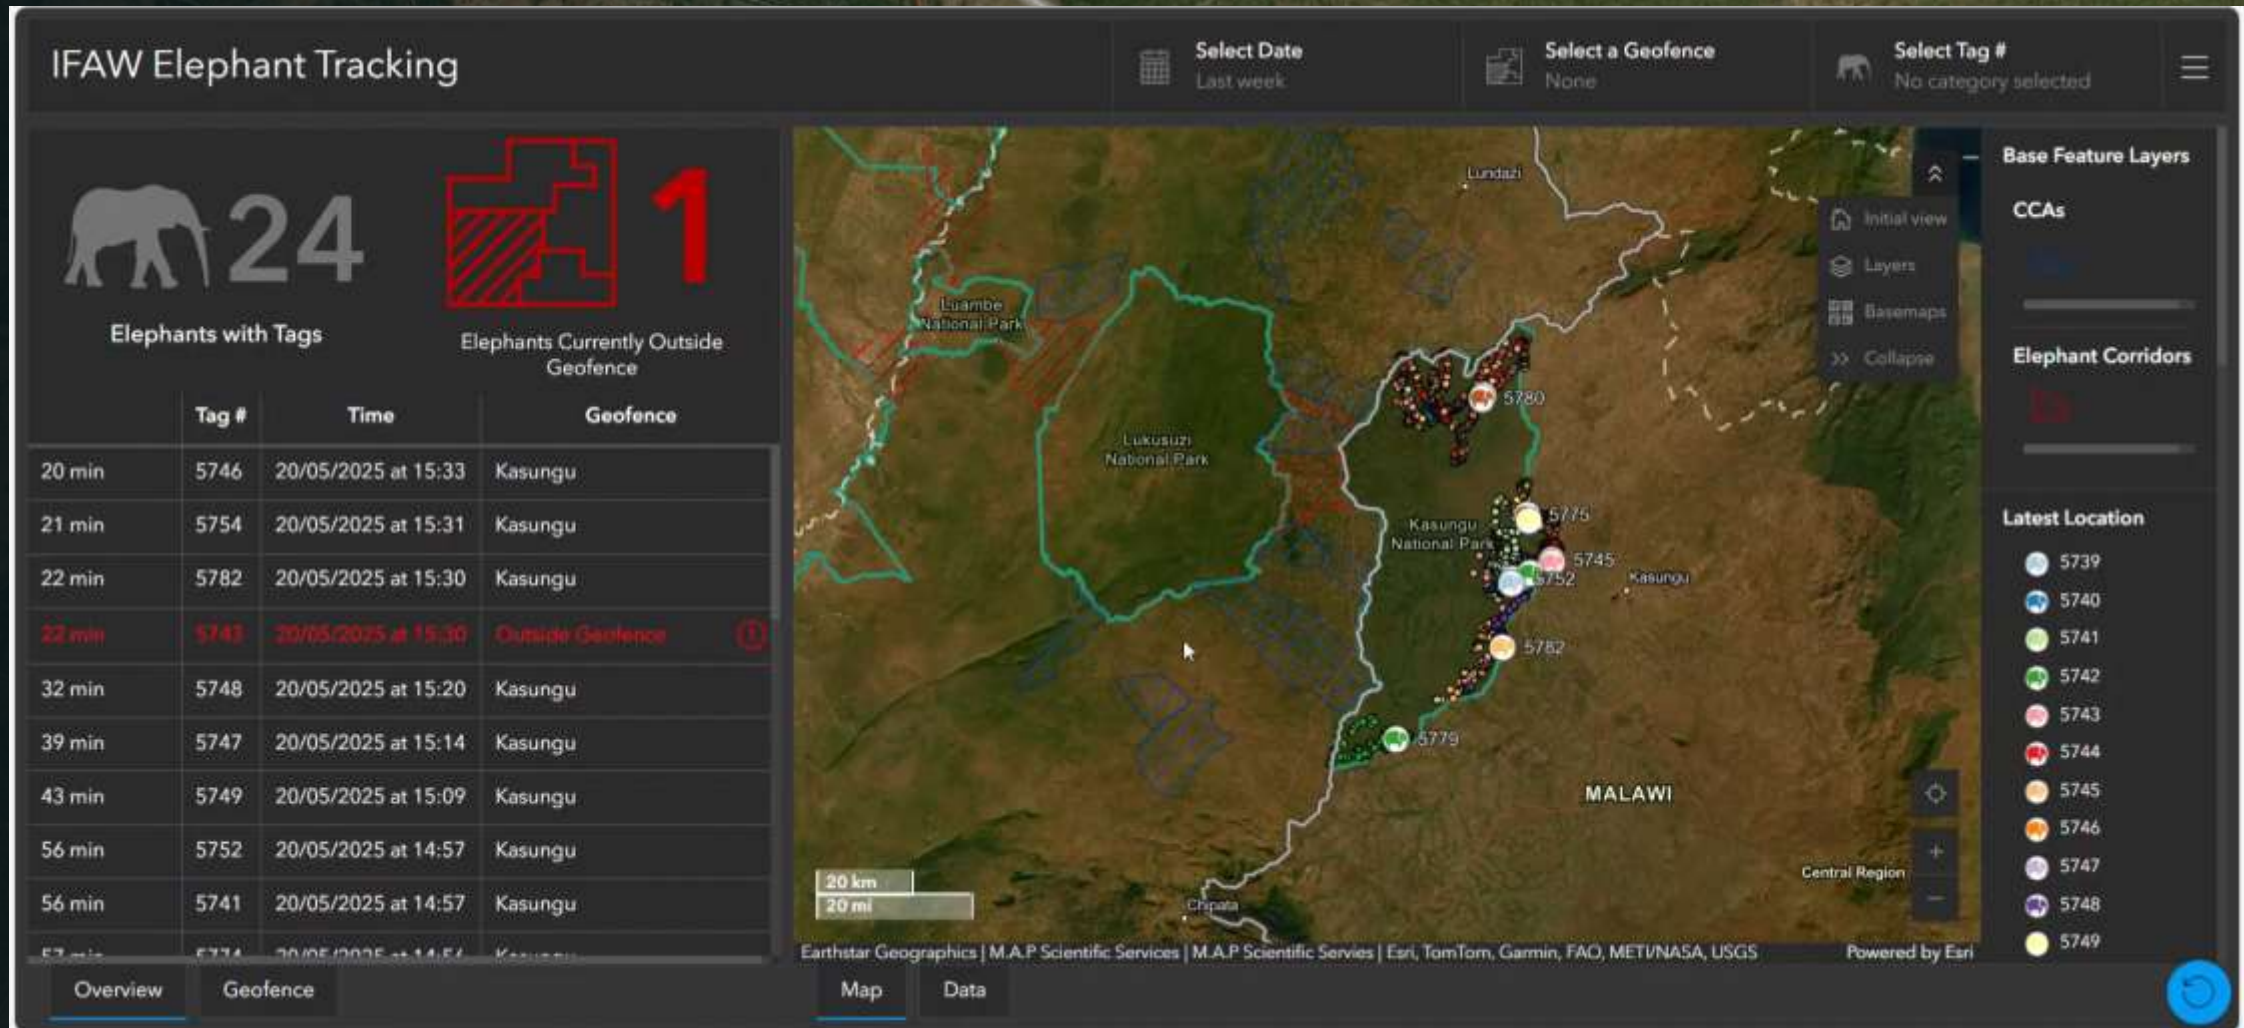 IFAW Elephant Tracking
Select Date
Last week
Select a Geofence
None
Select Tag #
No category selected
24
Elephants with Tags
1
Elephants Currently Outside
Geofence
Tag # Time Geofence
20 min 5746 20/05/2025 at 15:33 Kasungu
21 min 5754 20/05/2025 at 15:31 Kasungu
22 min 5782 20/05/2025 at 15:30 Kasungu
22 min 5743 20/05/2025 at 15:30 Outside Geofence
32 min 5748 20/05/2025 at 15:20 Kasungu
39 min 5747 20/05/2025 at 15:14 Kasungu
43 min 5749 20/05/2025 at 15:09 Kasungu
56 min 5752 20/05/2025 at 14:57 Kasungu
56 min 5741 20/05/2025 at 14:57 Kasungu
Overview
Geofence
Lundazi
Luambe
National Park
Lukusuzi
National Park
5780
Kasungu
National Park
5775
5745
5752
Kasungu
5782
5779
MALAWI
Central Region
Chipata
20 km
20 mi
Initial view
Layers
Basemaps
Collapse
Earthstar Geographics | M.A.P Scientific Services | M.A.P Scientific Servies | Esri, TomTom, Garmin, FAO, METI/NASA, USGS
Powered by Esri
Map
Data
Base Feature Layers
CCAs
Elephant Corridors
Latest Location
5739
5740
5741
5742
5743
5744
5745
5746
5747
5748
5749